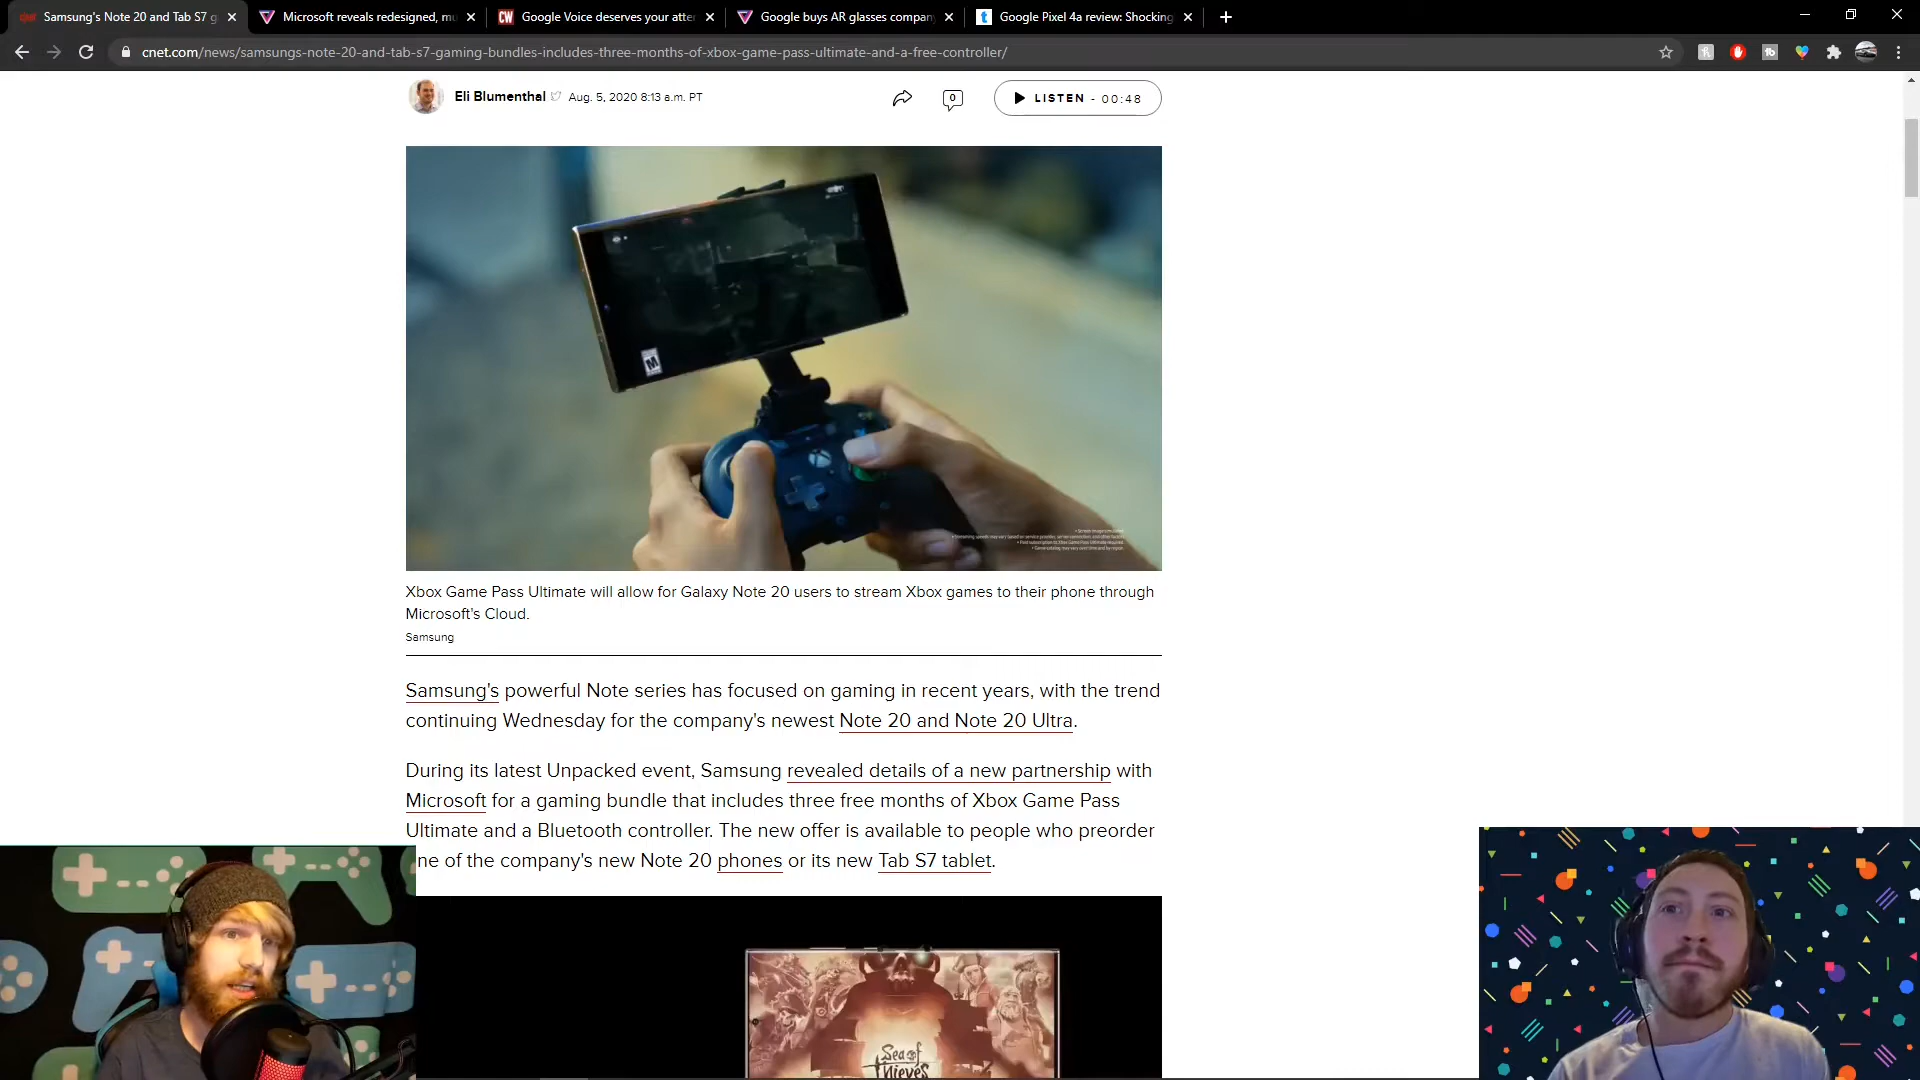 Samsung's Note 20 and Tab S7 g
Microsoft reveals redesigned, mu
CW
Google Voice deserves your atte
Google buys AR glasses company
t
Google Pixel 4a review: Shocking
cnet.com/news/samsungs-note-20-and-tab-s7-gaming-bundles-includes-three-months-of-xbox-game-pass-ultimate-and-a-free-controller/
Eli Blumenthal
Aug. 5, 2020 8:13 a.m. PT
0
LISTEN - 00:48
M
Xbox Game Pass Ultimate will allow for Galaxy Note 20 users to stream Xbox games to their phone through
Microsoft's Cloud.
Samsung
Samsung's powerful Note series has focused on gaming in recent years, with the trend
continuing Wednesday for the company's newest Note 20 and Note 20 Ultra.
During its latest Unpacked event, Samsung revealed details of a new partnership with
Microsoft for a gaming bundle that includes three free months of Xbox Game Pass
Ultimate and a Bluetooth controller. The new offer is available to people who preorder
ne of the company's new Note 20 phones or its new Tab S7 tablet.
Sea of
Thieves